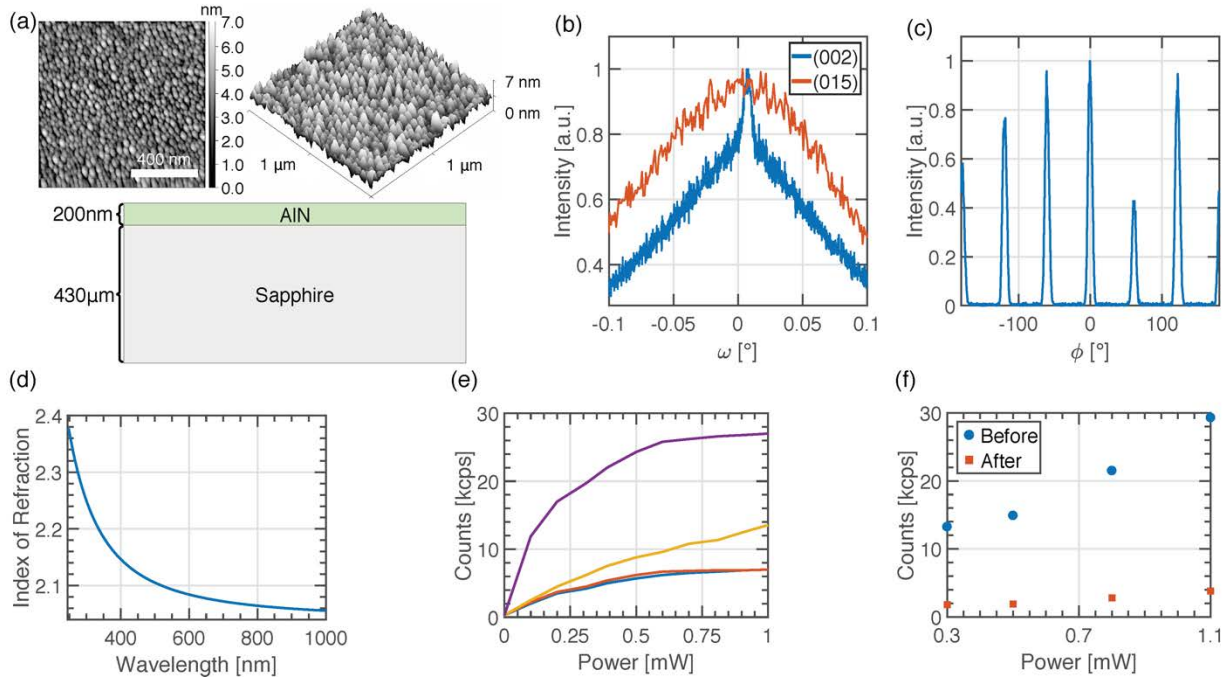 (a)
nm
7.0
6.0
5.0
4.0
3.0
2.0
1.0
0.0
400 nm
7 nm
0 nm
1 µm
1 µm
200nm
AlN
430µm
Sapphire
(b)
(002)
(015)
1
0.8
0.6
0.4
Intensity [a.u.]
-0.1
-0.05
0
0.05
0.1
ω [°]
(c)
1
0.8
0.6
0.4
0.2
0
Intensity [a.u.]
-100
0
100
ϕ [°]
(d)
2.4
2.3
2.2
2.1
Index of Refraction
400
600
800
1000
Wavelength [nm]
(e)
30
20
10
0
Counts [kcps]
0
0.25
0.5
0.75
1
Power [mW]
(f)
Before
After
30
20
10
0
Counts [kcps]
0.3
0.7
1.1
Power [mW]